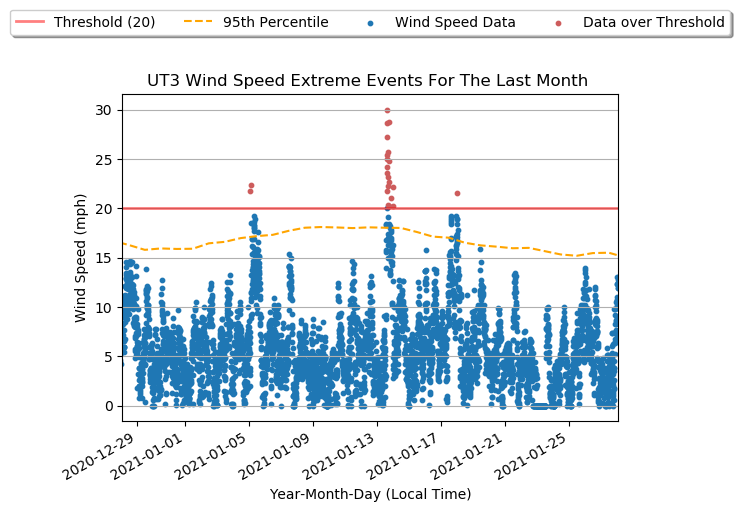 Threshold (20) 95th Percentile Wind Speed Data Data over Threshold
UT3 Wind Speed Extreme Events For The Last Month
30
25
20
15
10
5
0
Wind Speed (mph)
2020-12-29 2021-01-01 2021-01-05 2021-01-09 2021-01-13 2021-01-17 2021-01-21 2021-01-25
Year-Month-Day (Local Time)